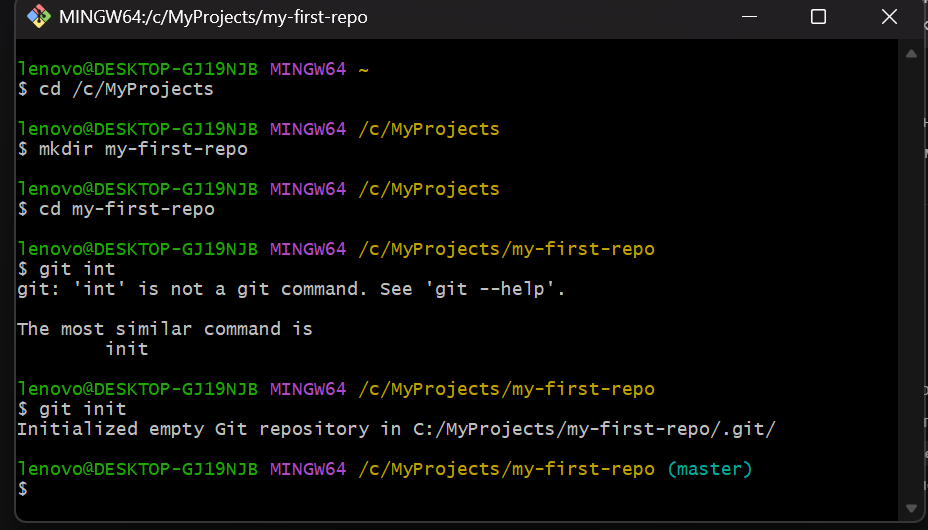 MINGW64:/c/MyProjects/my-first-repo
lenovo@DESKTOP-GJ19NJB MINGW64 ~
$ cd /c/MyProjects
lenovo@DESKTOP-GJ19NJB MINGW64 /c/MyProjects
$ mkdir my-first-repo
lenovo@DESKTOP-GJ19NJB MINGW64 /c/MyProjects
$ cd my-first-repo
lenovo@DESKTOP-GJ19NJB MINGW64 /c/MyProjects/my-first-repo
$ git int
git: 'int' is not a git command. See 'git --help'.
The most similar command is
init
lenovo@DESKTOP-GJ19NJB MINGW64 /c/MyProjects/my-first-repo
$ git init
Initialized empty Git repository in C:/MyProjects/my-first-repo/.git/
lenovo@DESKTOP-GJ19NJB MINGW64 /c/MyProjects/my-first-repo (master)
$